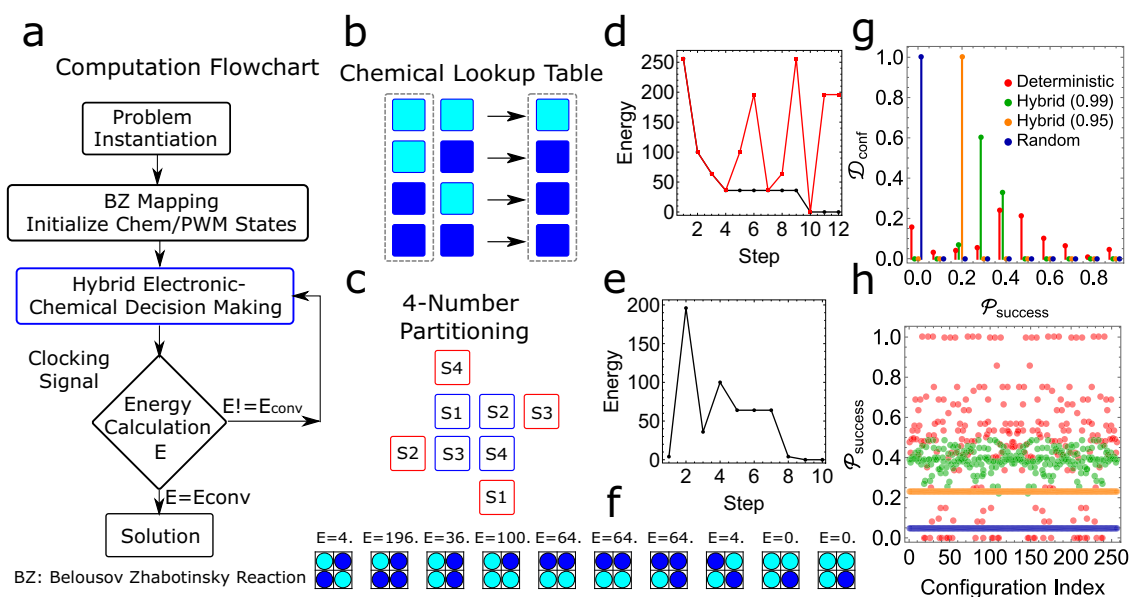 a
Computation Flowchart
Problem
Instantiation
BZ Mapping
Initialize Chem/PWM States
Hybrid Electronic-
Chemical Decision Making
Clocking
Signal
Energy
Calculation
E
E!=Econv
E=Econv
Solution
BZ: Belousov Zhabotinsky Reaction
b
Chemical Lookup Table
c
4-Number
Partitioning
S4
S1 S2 S3
S2 S3 S4
S1
d
Energy
250
200
150
100
50
0
2 4 6 8 10 12
Step
e
Energy
200
150
100
50
0
2 4 6 8 10
Step
f
E=4. E=196. E=36. E=100. E=64. E=64. E=64. E=4. E=0. E=0.
g
𝒟conf
1.0
0.8
0.6
0.4
0.2
0.0
Deterministic
Hybrid (0.99)
Hybrid (0.95)
Random
0.0 0.2 0.4 0.6 0.8
𝒫success
h
𝒫success
1.0
0.8
0.6
0.4
0.2
0.0
0 50 100 150 200 250
Configuration Index